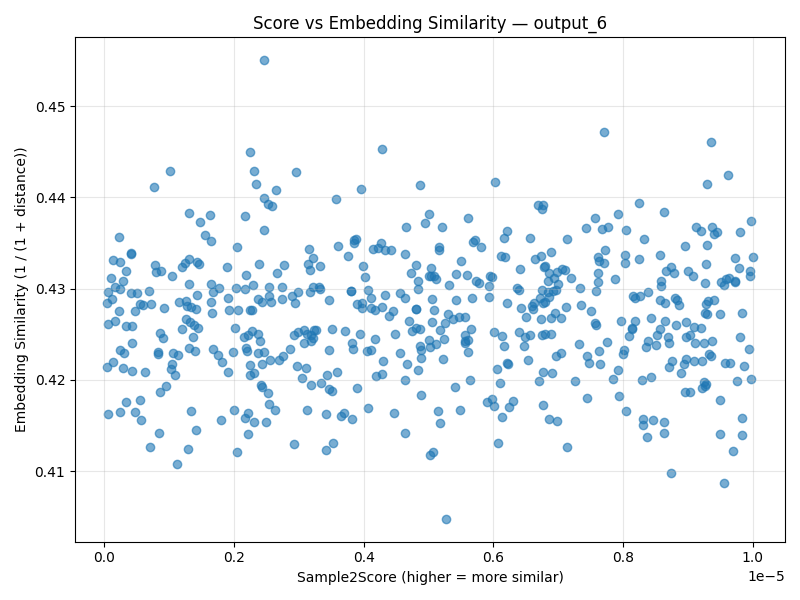 Score vs Embedding Similarity — output_6
Embedding Similarity (1 / (1 + distance))
0.45
0.44
0.43
0.42
0.41
0.0 0.2 0.4 0.6 0.8 1.0
1e−5
Sample2Score (higher = more similar)